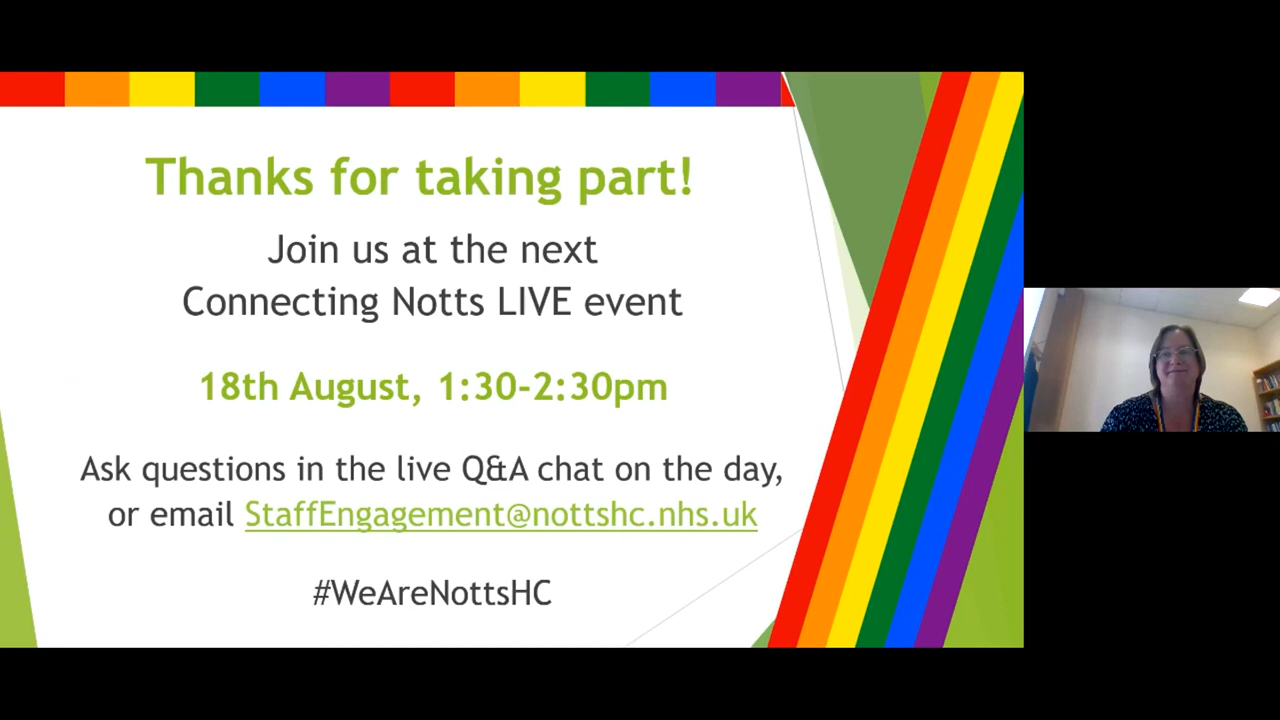 Thanks for taking part!
Join us at the next
Connecting Notts LIVE event
18th August, 1:30-2:30pm
Ask questions in the live Q&A chat on the day,
or email StaffEngagement@nottshc.nhs.uk
#WeAreNottsHC